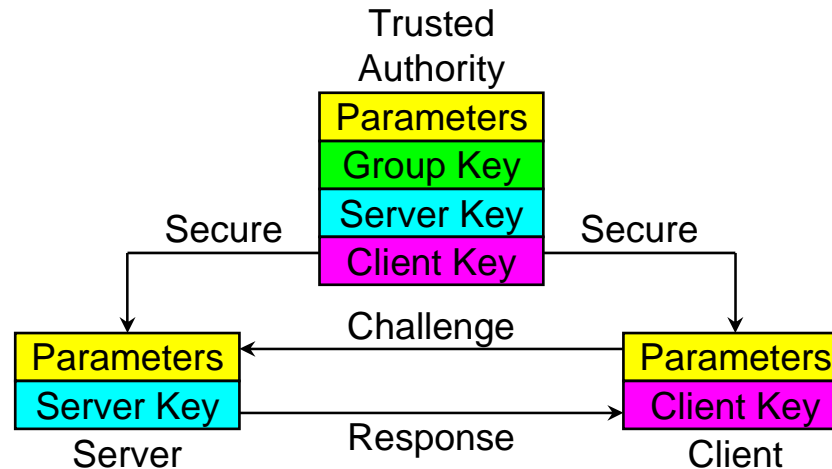 Trusted
Authority
Parameters
Group Key
Server Key
Client Key
Secure
Secure
Challenge
Parameters
Server Key
Server
Response
Parameters
Client Key
Client